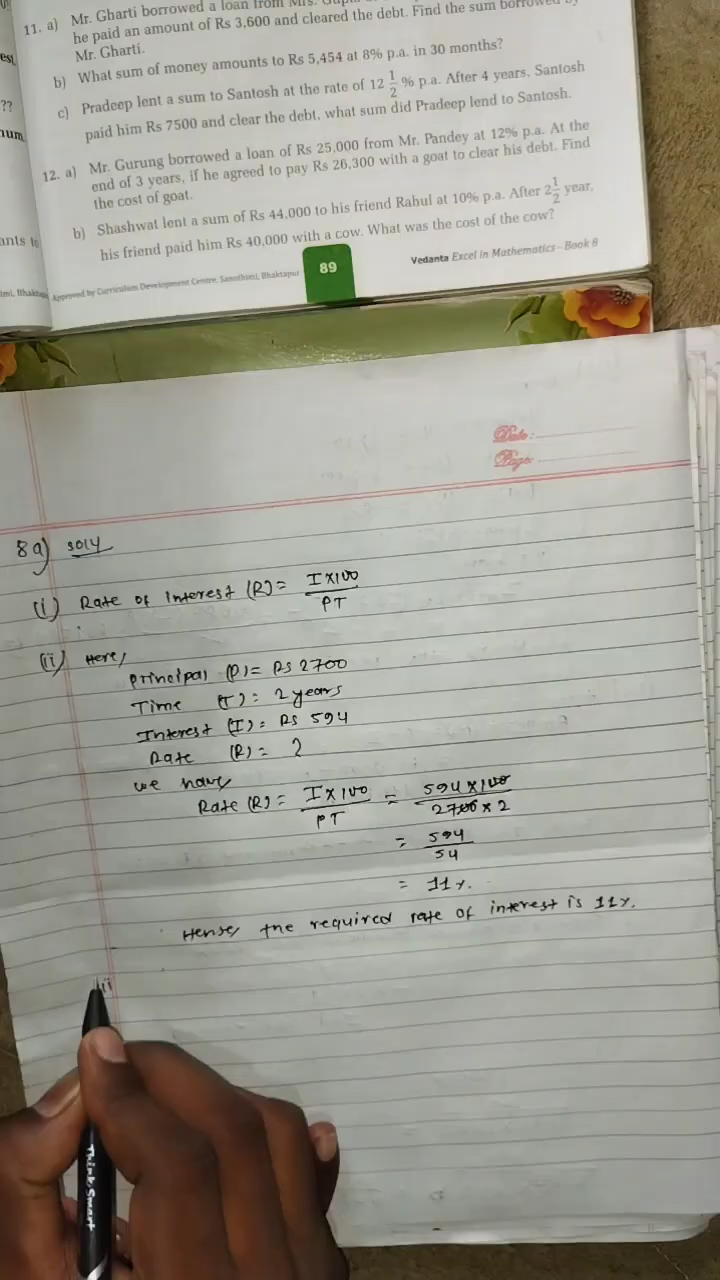 11. a) Mr. Gharti borrowed a loan from Mrs.
he paid an amount of Rs 3,600 and cleared the debt. Find the sum borrowed by
Mr. Gharti.
b) What sum of money amounts to Rs 5,454 at 8% p.a. in 30 months?
c) Pradeep lent a sum to Santosh at the rate of 12 1/2 % p.a. After 4 years, Santosh
paid him Rs 7500 and clear the debt, what sum did Pradeep lend to Santosh.
12. a) Mr. Gurung borrowed a loan of Rs 25,000 from Mr. Pandey at 12% p.a. At the
end of 3 years, if he agreed to pay Rs 26,300 with a goat to clear his debt. Find
the cost of goat.
b) Shashwat lent a sum of Rs 44,000 to his friend Rahul at 10% p.a. After 2 1/2 year,
his friend paid him Rs 40,000 with a cow. What was the cost of the cow?
Approved by Curriculum Development Centre, Sanothimi, Bhaktapur
89
Vedanta Excel in Mathematics - Book 8
??
ants to
Date:
Page:
8a) soln
(i) Rate of interest (R) = I×100/PT
(ii) Here,
Principal (P) = Rs 2700
Time (T) = 2 years
Interest (I) = Rs 594
Rate (R) = ?
we have
Rate (R) = I×100/PT = 594×100/2700×2
= 594/54
= 11%.
Hense, the required rate of interest is 11%.
ii
Think Smart